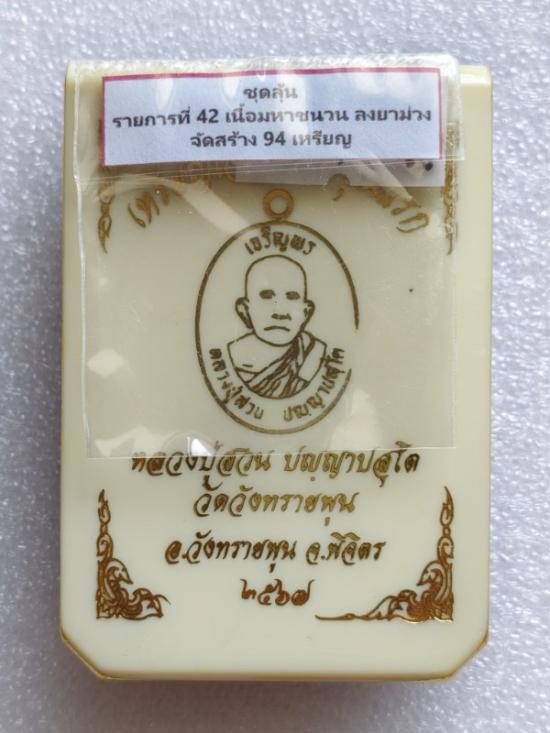 ชุดลุ้น
รายการที่ 42 เนื้อมหาชนวน ลงยาม่วง
จัดสร้าง 94 เหรียญ
เจริญพร
หลวงปู่สวน ปญฺญาปสุโต
หลวงปู่สวน ปญฺญาปสุโต
วัดวังทรายพูน
อ.วังทรายพูน จ.พิจิตร
๒๕๖๗